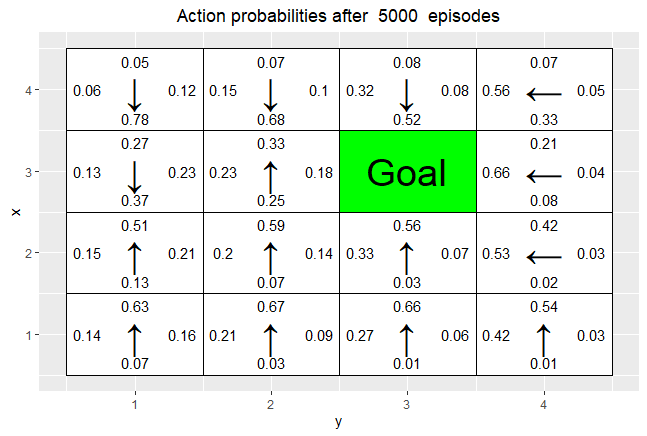 Action probabilities after 5000 episodes
0.05 0.07 0.08 0.07
4 0.06 0.12 0.15 0.1 0.32 0.08 0.56 0.05
0.78 0.68 0.52 0.33
0.27 0.33 0.21
3 0.13 0.23 0.23 0.18 Goal 0.66 0.04
0.37 0.25 0.08
x
0.51 0.59 0.56 0.42
2 0.15 0.21 0.2 0.14 0.33 0.07 0.53 0.03
0.13 0.07 0.03 0.02
0.63 0.67 0.66 0.54
1 0.14 0.16 0.21 0.09 0.27 0.06 0.42 0.03
0.07 0.03 0.01 0.01
1 2 3 4
y